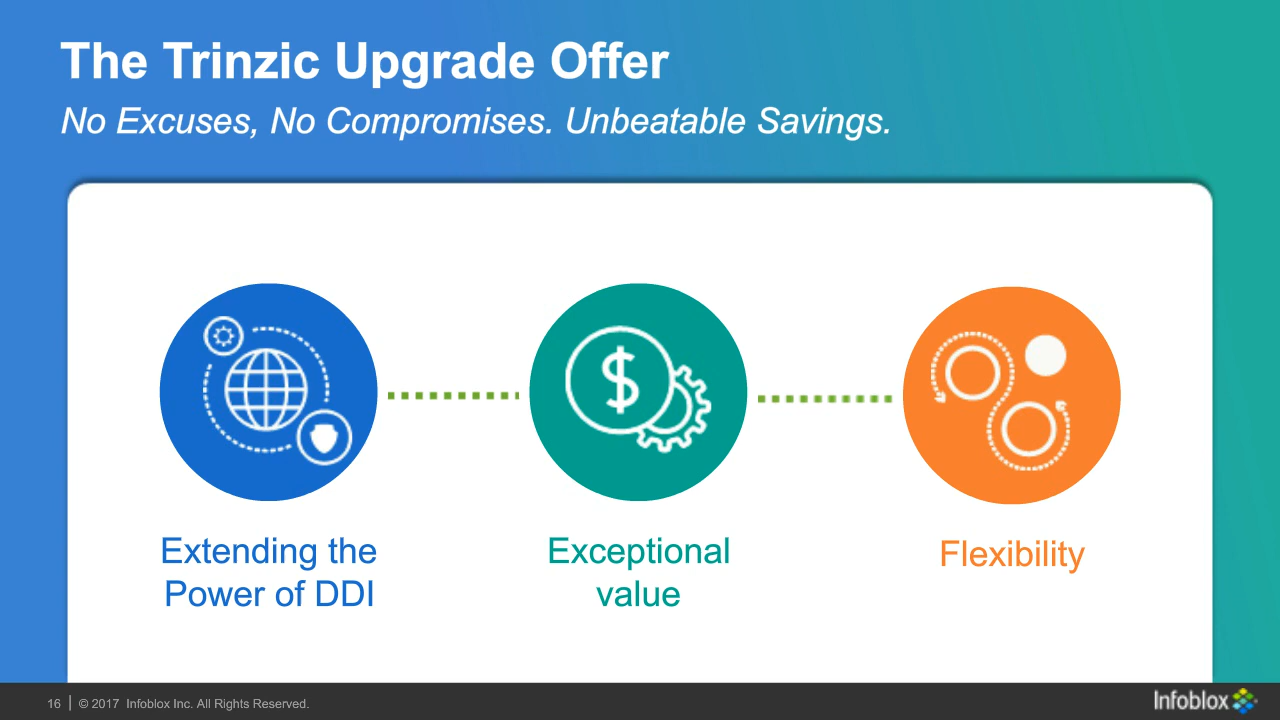 The Trinzic Upgrade Offer
No Excuses, No Compromises. Unbeatable Savings.
$
Extending the
Power of DDI
Exceptional
value
Flexibility
16 | © 2017 Infoblox Inc. All Rights Reserved.
Infoblox